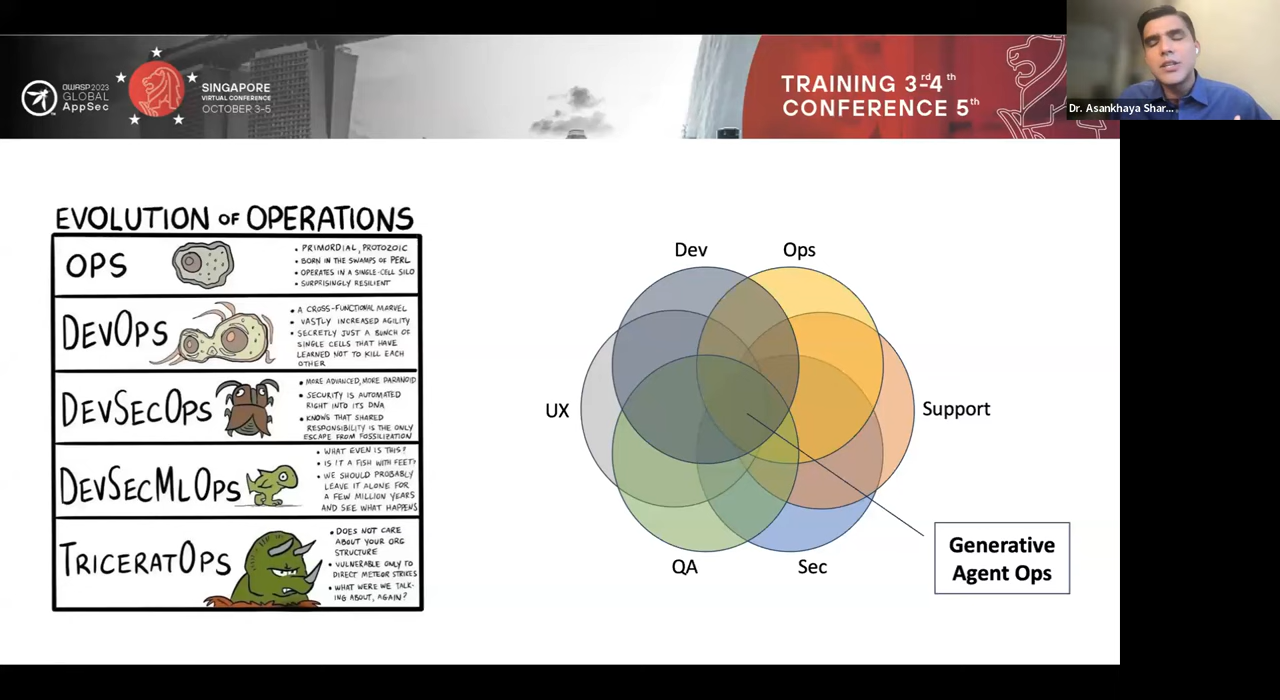 OWASP 2023
GLOBAL
AppSec
SINGAPORE
VIRTUAL CONFERENCE
OCTOBER 3-5
TRAINING 3rd-4th
CONFERENCE 5th
Dr. Asankhaya Shar...
EVOLUTION OF OPERATIONS
OPS
• PRIMORDIAL, PROTOZOIC
• BORN IN THE SWAMPS OF PERL
• OPERATES IN A SINGLE-CELL SILO
• SURPRISINGLY RESILIENT
DEVOPS
• A CROSS-FUNCTIONAL MARVEL
• VASTLY INCREASED AGILITY
• SECRETLY JUST A BUNCH OF
SINGLE CELLS THAT HAVE
LEARNED NOT TO KILL EACH
OTHER
DEVSECOPS
• MORE ADVANCED, MORE PARANOID
• SECURITY IS AUTOMATED
RIGHT INTO ITS DNA
• KNOWS THAT SHARED
RESPONSIBILITY IS THE ONLY
ESCAPE FROM FOSSILIZATION
DEVSECMLOPS
• WHAT EVEN IS THIS?
• IS IT A FISH WITH FEET?
• WE SHOULD PROBABLY
LEAVE IT ALONE FOR
A FEW MILLION YEARS
AND SEE WHAT HAPPENS
TRICERATOPS
• DOES NOT CARE
ABOUT YOUR ORG
STRUCTURE
• VULNERABLE ONLY TO
DIRECT METEOR STRIKES
• WHAT WERE WE TALK-
ING ABOUT, AGAIN?
Dev
Ops
UX
Support
QA
Sec
Generative
Agent Ops